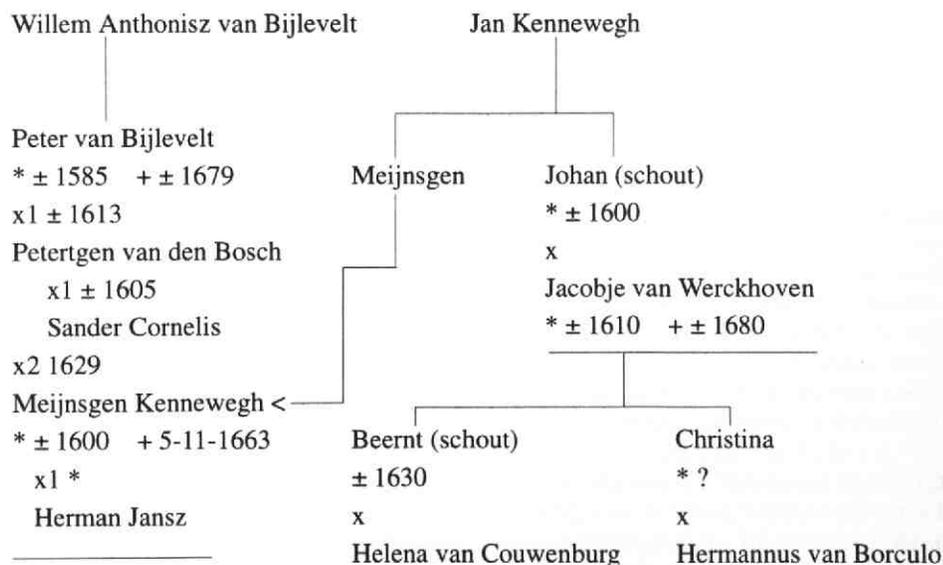 Willem Anthonisz van Bijlevelt Jan Kennewegh
Peter van Bijlevelt
* ± 1585 + ± 1679 Meijnsgen Johan (schout)
x1 ± 1613 * ± 1600
Petertgen van den Bosch x
x1 ± 1605 Jacobje van Werckhoven
Sander Cornelis * ± 1610 + ± 1680
x2 1629
Meijnsgen Kennewegh <
* ± 1600 + 5-11-1663 Beernt (schout) Christina
x1 * ± 1630 * ?
Herman Jansz x x
Helena van Couwenburg Hermannus van Borculo